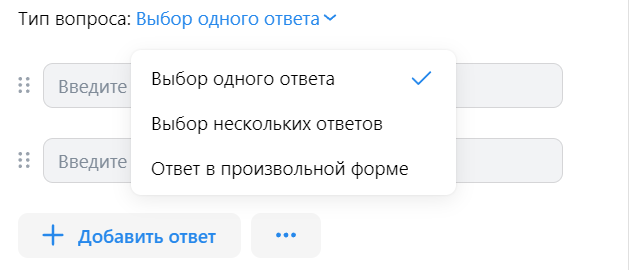 Тип вопроса: Выбор одного ответа
Введите
Выбор одного ответа
Выбор нескольких ответов
Введите
Ответ в произвольной форме
Добавить ответ